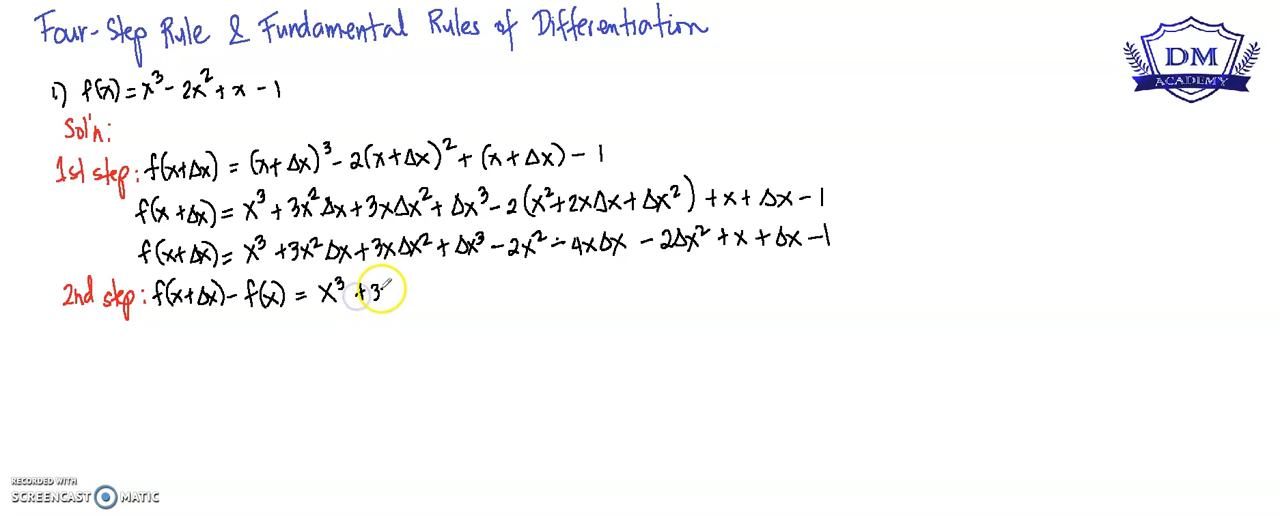 Four-Step Rule & Fundamental Rules of Differentiation
DM
ACADEMY
1) f(x) = x³ - 2x² + x - 1
Sol'n:
1st step: f(x+Δx) = (x+Δx)³ - 2(x+Δx)² + (x+Δx) - 1
f(x+Δx) = x³ + 3x²Δx + 3xΔx² + Δx³ - 2(x² + 2xΔx + Δx²) + x + Δx - 1
f(x+Δx) = x³ + 3x²Δx + 3xΔx² + Δx³ - 2x² - 4xΔx - 2Δx² + x + Δx - 1
2nd step: f(x+Δx) - f(x) = x³ + 3
RECORDED WITH
SCREENCAST MATIC